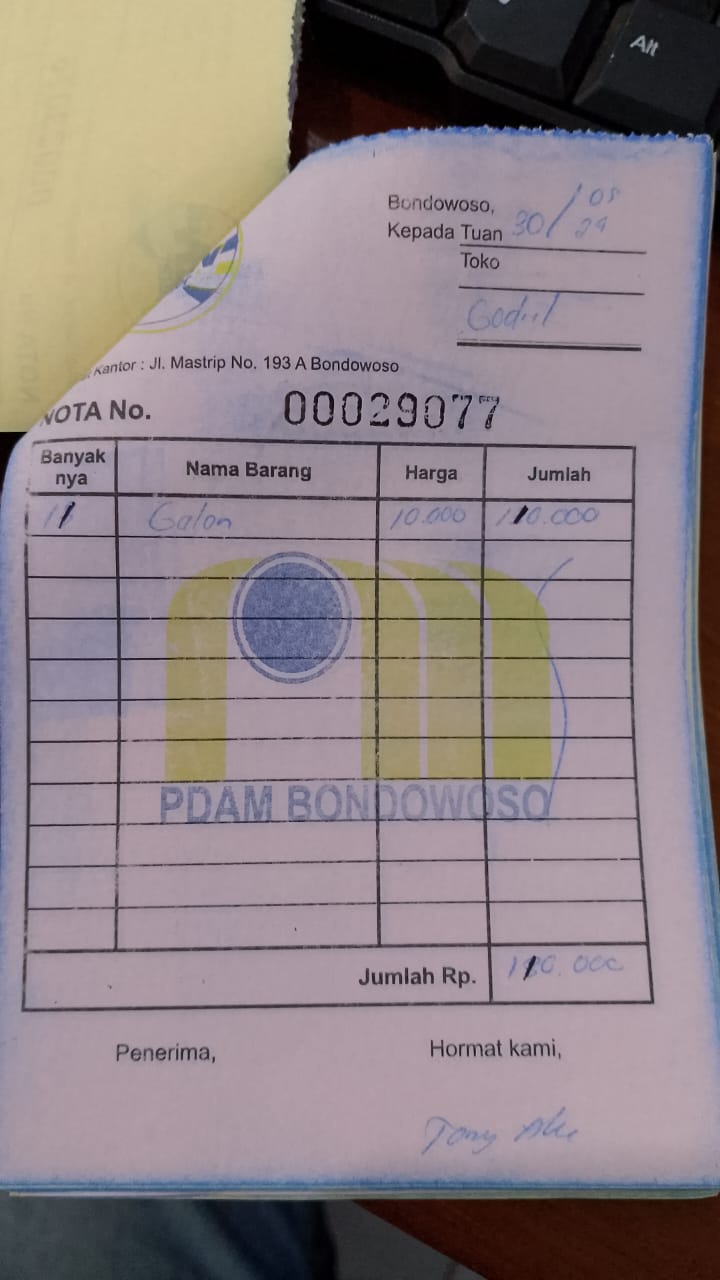 Alt
Bondowoso, 30/05
Kepada Tuan 24
Toko
Kantor : Jl. Mastrip No. 193 A Bondowoso
NOTA No. 00029077
Banyak nya Nama Barang Harga Jumlah
11 Galon 10.000 110.000
PDAM BONDOWOSO
Jumlah Rp. 110.000
Penerima, Hormat kami,
Tony